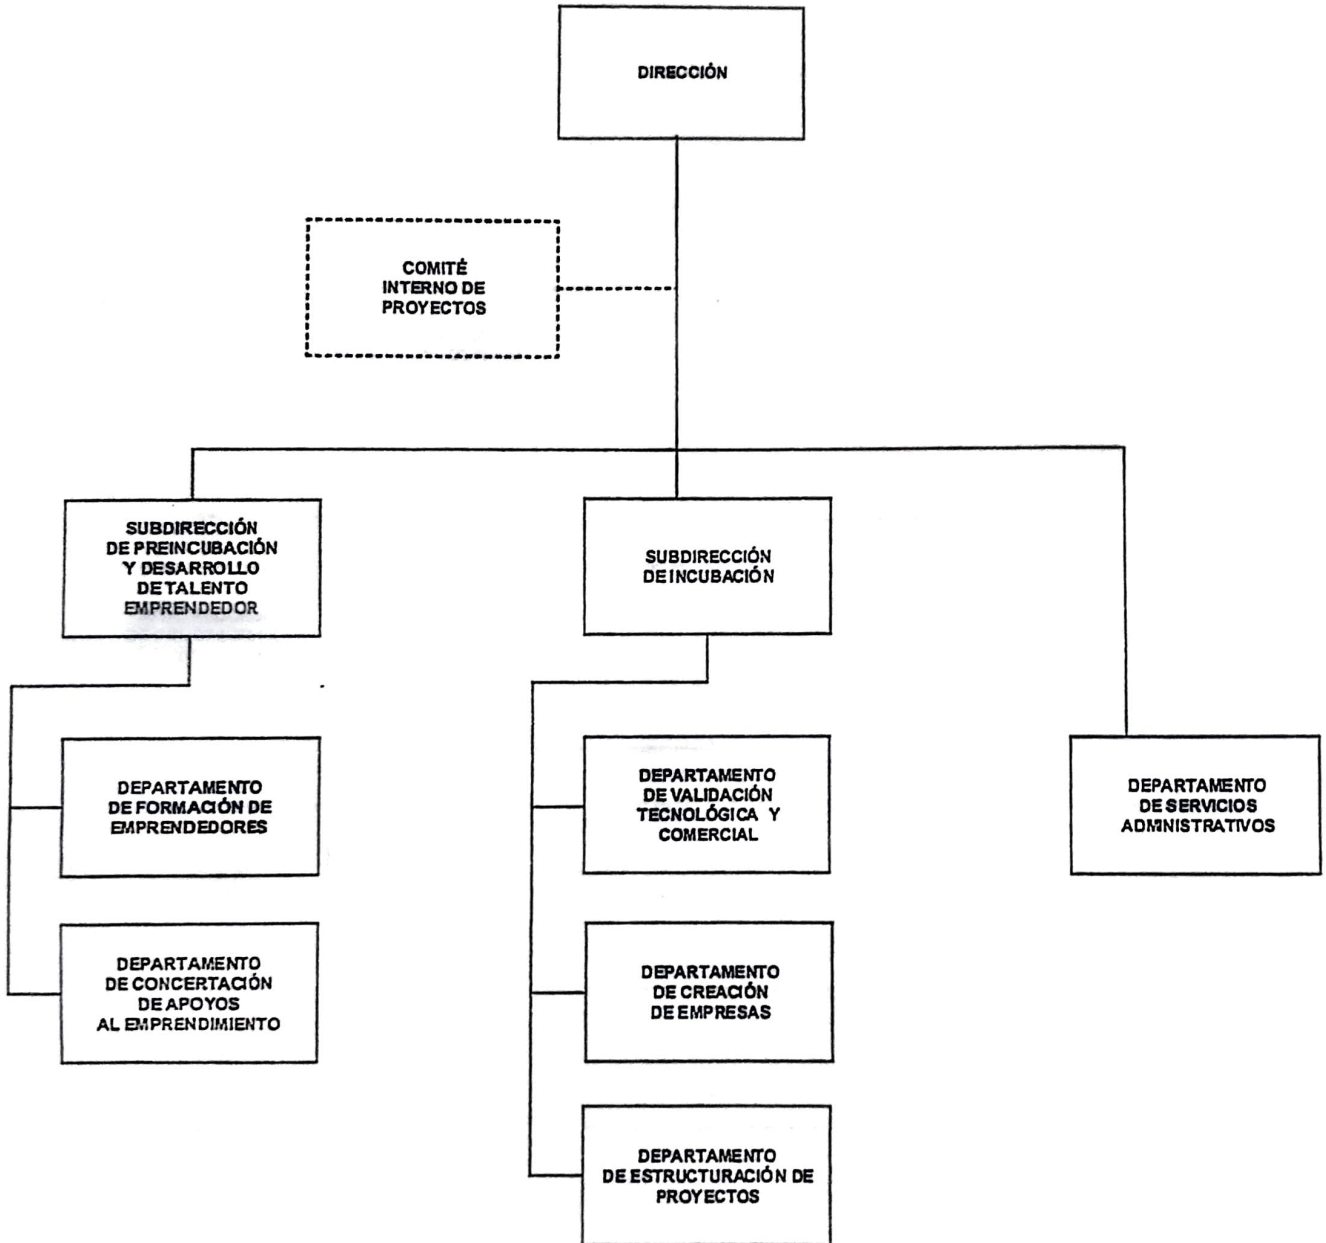 DIRECCIÓN
COMITÉ
INTERNO DE
PROYECTOS
SUBDIRECCIÓN
DE PREINCUBACIÓN
Y DESARROLLO
DE TALENTO
EMPRENDEDOR
SUBDIRECCIÓN
DE INCUBACIÓN
DEPARTAMENTO
DE FORMACIÓN DE
EMPRENDEDORES
DEPARTAMENTO
DE VALIDACIÓN
TECNOLÓGICA Y
COMERCIAL
DEPARTAMENTO
DE SERVICIOS
ADMINISTRATIVOS
DEPARTAMENTO
DE CONCERTACIÓN
DE APOYOS
AL EMPRENDIMIENTO
DEPARTAMENTO
DE CREACIÓN
DE EMPRESAS
DEPARTAMENTO
DE ESTRUCTURACIÓN DE
PROYECTOS